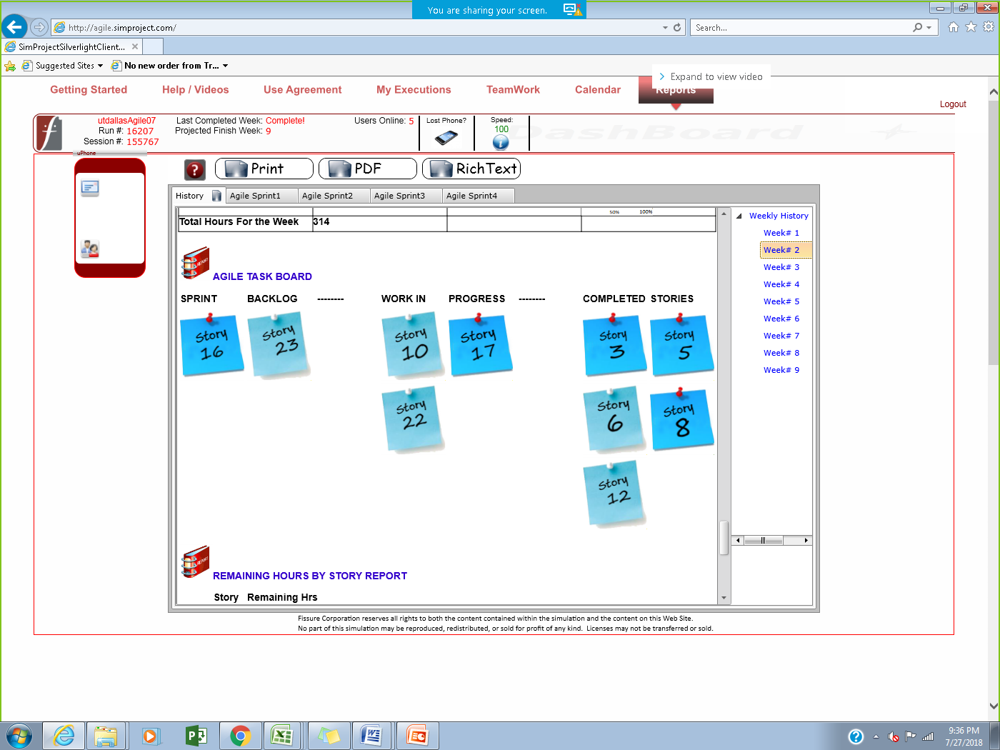 You are sharing your screen.
http://agile.simproject.com/
Search...
SimProjectSilverlightClient...
Suggested Sites
No new order from Tr...
Expand to view video
Getting Started
Help / Videos
Use Agreement
My Executions
TeamWork
Calendar
Reports
Logout
utdallasAgile07
Run #: 16207
Session #: 155767
Last Completed Week: Complete!
Projected Finish Week: 9
Users Online: 5
Lost Phone?
Speed:
100
DashBoard
uPhone
Print
PDF
RichText
History
Agile Sprint1
Agile Sprint2
Agile Sprint3
Agile Sprint4
50% 100%
Total Hours For the Week 314
REPORT
AGILE TASK BOARD
SPRINT BACKLOG -------- WORK IN PROGRESS -------- COMPLETED STORIES
Story 16
Story 23
Story 10
Story 17
Story 3
Story 5
Story 22
Story 6
Story 8
Story 12
REPORT
REMAINING HOURS BY STORY REPORT
Story Remaining Hrs
Weekly History
Week# 1
Week# 2
Week# 3
Week# 4
Week# 5
Week# 6
Week# 7
Week# 8
Week# 9
Fissure Corporation reserves all rights to both the content contained within the simulation and the content on this Web Site.
No part of this simulation may be reproduced, redistributed, or sold for profit of any kind. Licenses may not be transferred or sold.
9:36 PM
7/27/2018